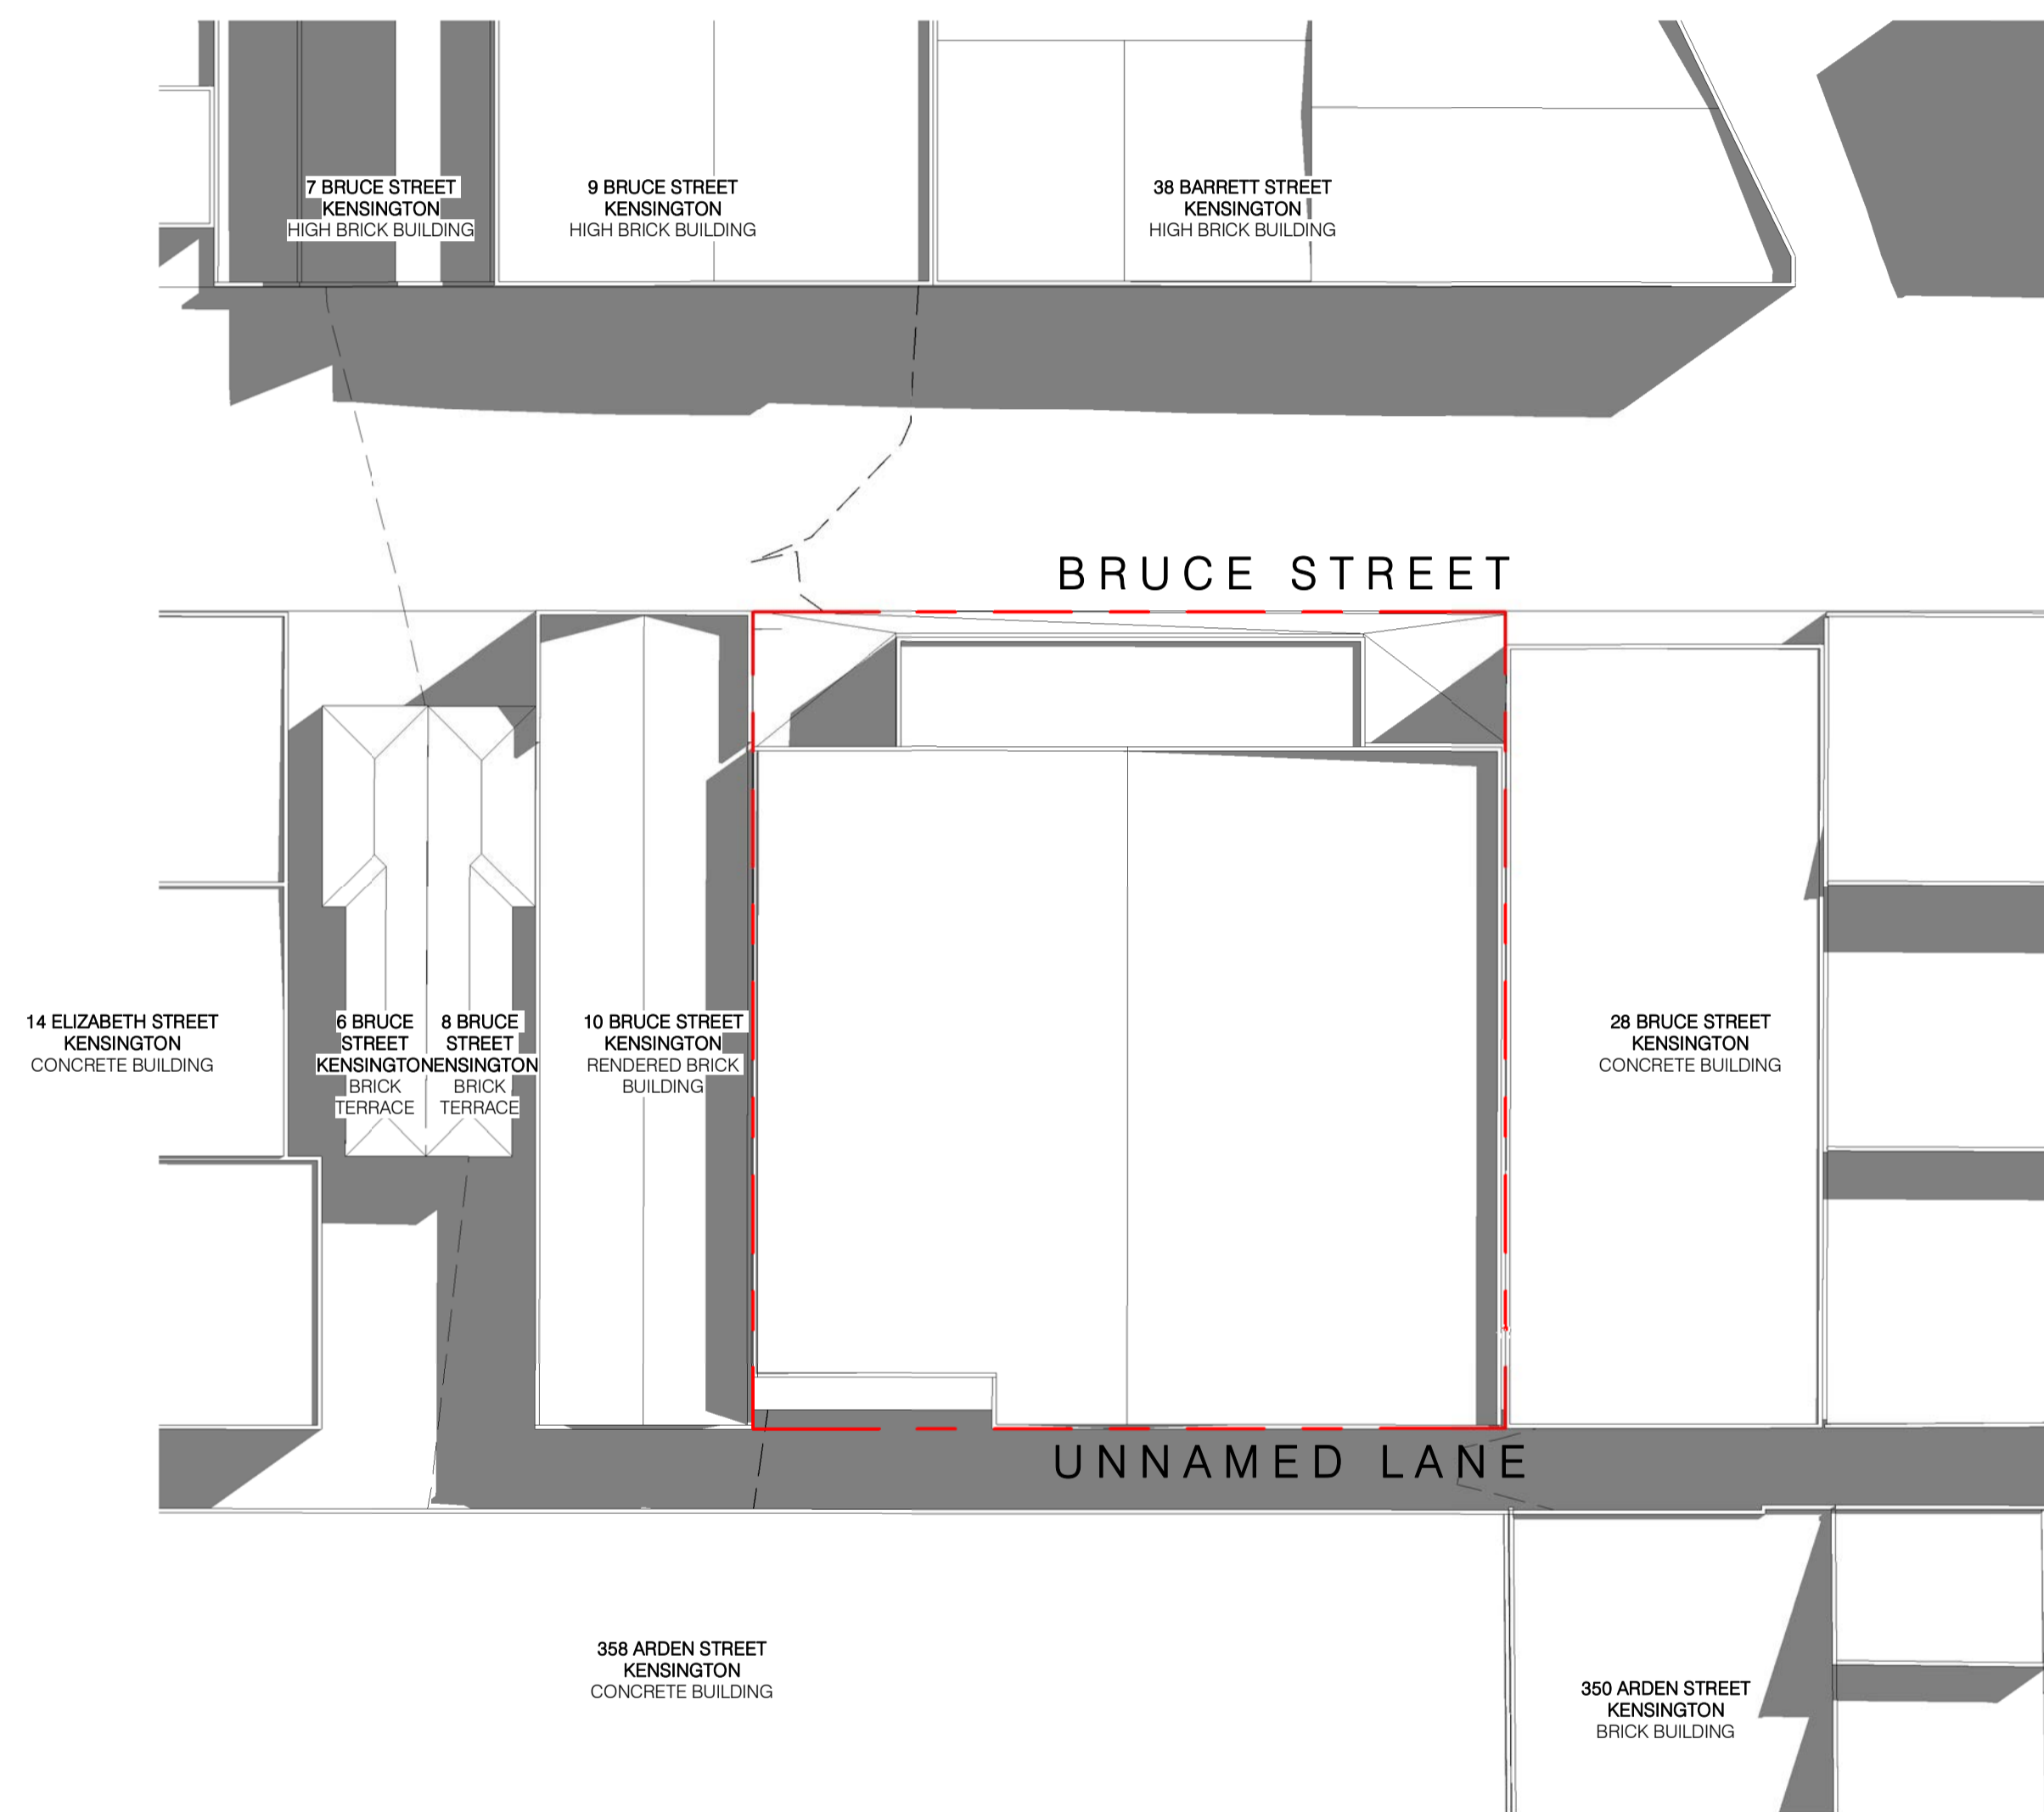 7 BRUCE STREET
KENSINGTON
HIGH BRICK BUILDING
9 BRUCE STREET
KENSINGTON
HIGH BRICK BUILDING
38 BARRETT STREET
KENSINGTON
HIGH BRICK BUILDING
BRUCE STREET
14 ELIZABETH STREET
KENSINGTON
CONCRETE BUILDING
6 BRUCE
STREET
KENSINGTON
BRICK
TERRACE
8 BRUCE
STREET
ENSINGTON
BRICK
TERRACE
10 BRUCE STREET
KENSINGTON
RENDERED BRICK
BUILDING
28 BRUCE STREET
KENSINGTON
CONCRETE BUILDING
UNNAMED LANE
358 ARDEN STREET
KENSINGTON
CONCRETE BUILDING
350 ARDEN STREET
KENSINGTON
BRICK BUILDING